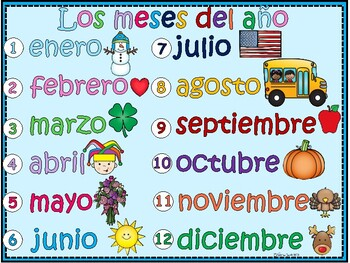 Los meses del año
1 enero
2 febrero
3 marzo
4 abril
5 mayo
6 junio
7 julio
8 agosto
9 septiembre
10 octubre
11 noviembre
12 diciembre